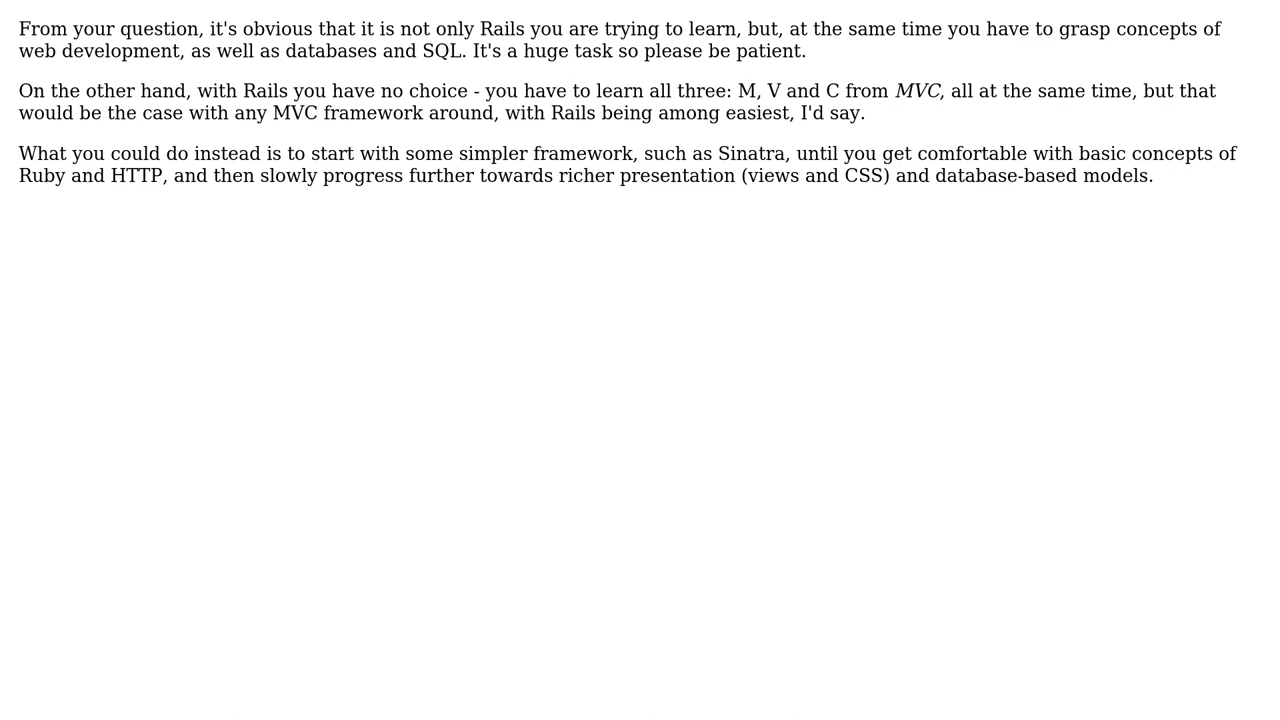 From your question, it's obvious that it is not only Rails you are trying to learn, but, at the same time you have to grasp concepts of
web development, as well as databases and SQL. It's a huge task so please be patient.
On the other hand, with Rails you have no choice - you have to learn all three: M, V and C from MVC, all at the same time, but that
would be the case with any MVC framework around, with Rails being among easiest, I'd say.
What you could do instead is to start with some simpler framework, such as Sinatra, until you get comfortable with basic concepts of
Ruby and HTTP, and then slowly progress further towards richer presentation (views and CSS) and database-based models.